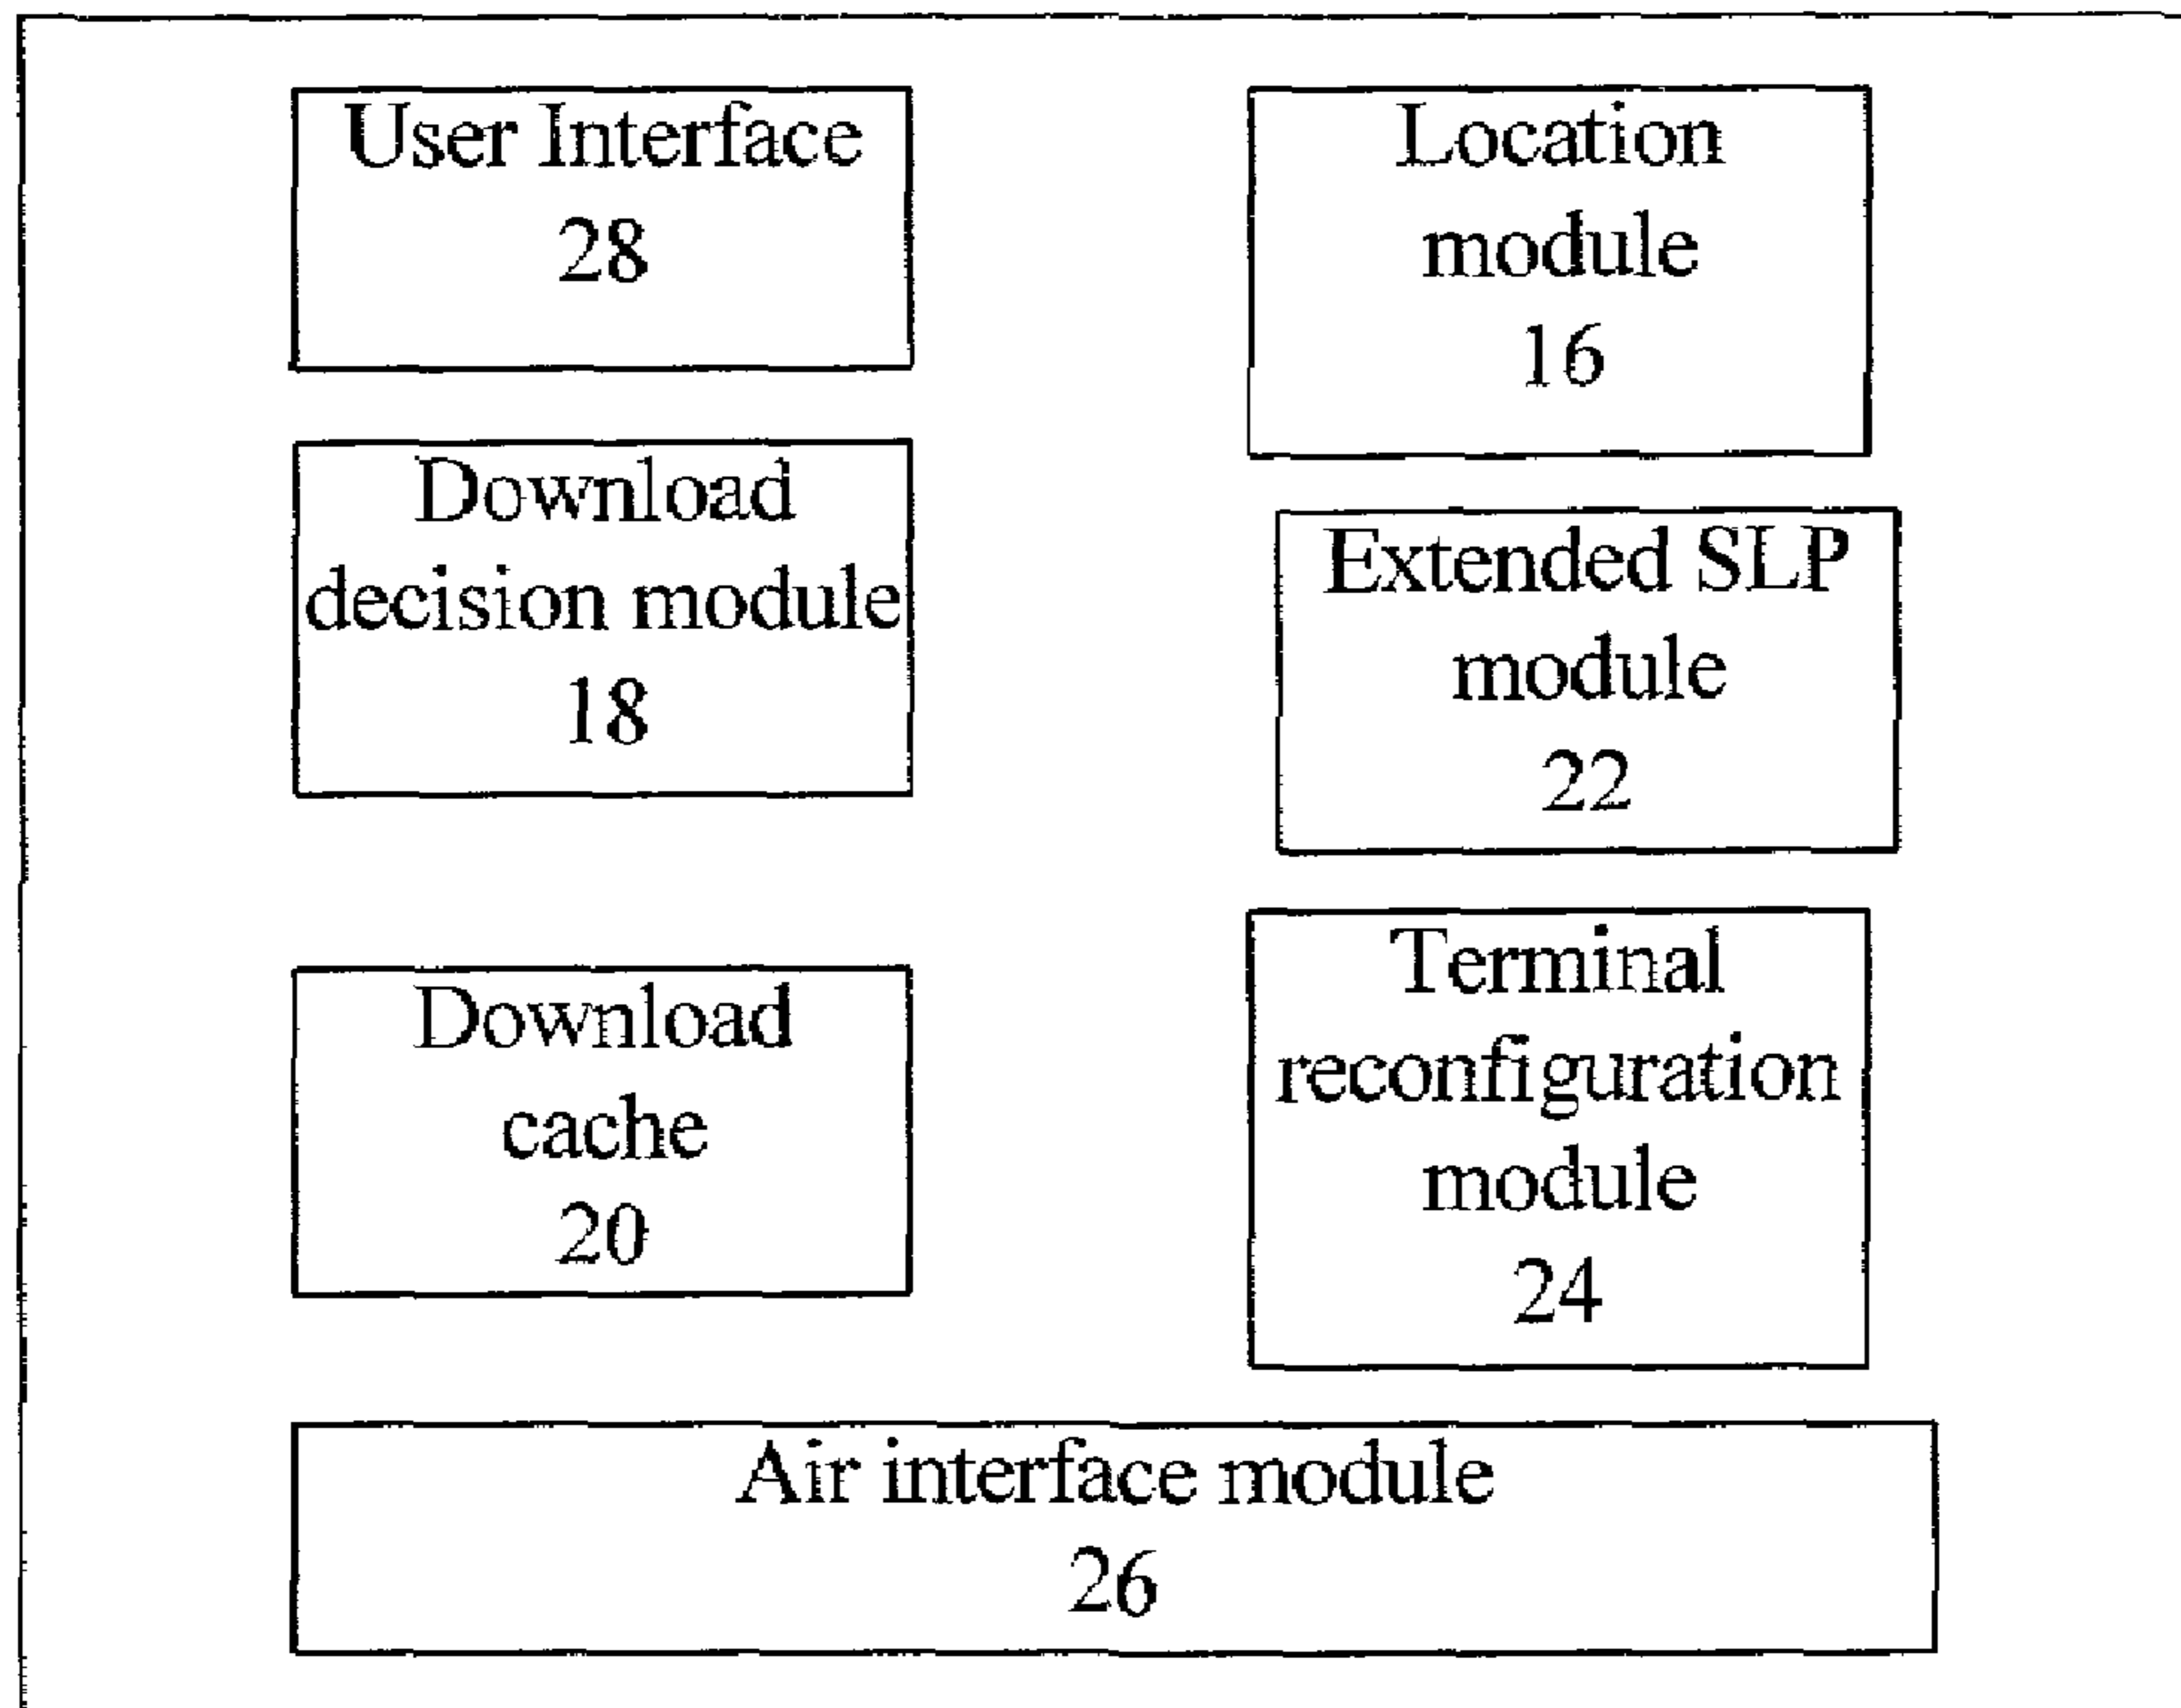 User Interface
28
Location
module
16
Download
decision module
18
Extended SLP
module
22
Download
cache
20
Terminal
reconfiguration
module
24
Air interface module
26